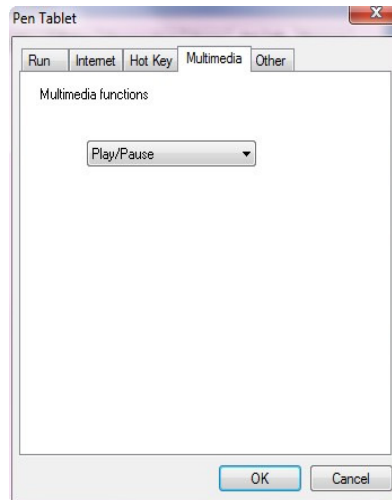 Pen Tablet
X
Run Internet Hot Key Multimedia Other
Multimedia functions
Play/Pause
OK Cancel